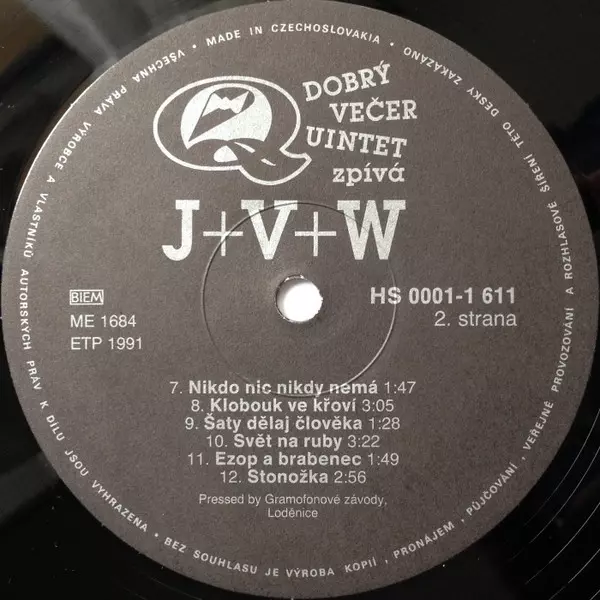 • MADE IN CZECHOSLOVAKIA •
VŠECHNA PRÁVA VÝROBCE A VLASTNÍKŮ AUTORSKÝCH PRÁV K DÍLU JSOU VYHRAZENA • BEZ SOUHLASU JE VÝROBA KOPIÍ, PRONÁJEM, PŮJČOVÁNÍ, VEŘEJNÉ PROVOZOVÁNÍ A ROZHLASOVÉ ŠÍŘENÍ TÉTO DESKY ZAKÁZÁNO •
DOBRÝ
VEČER
QUINTET
zpívá
J+V+W
BIEM
HS 0001-1 611
ME 1684
2. strana
ETP 1991
7. Nikdo nic nikdy nemá 1:47
8. Klobouk ve křoví 3:05
9. Šaty dělaj člověka 1:28
10. Svět na ruby 3:22
11. Ezop a brabenec 1:49
12. Stonožka 2:56
Pressed by Gramofonové závody,
Loděnice